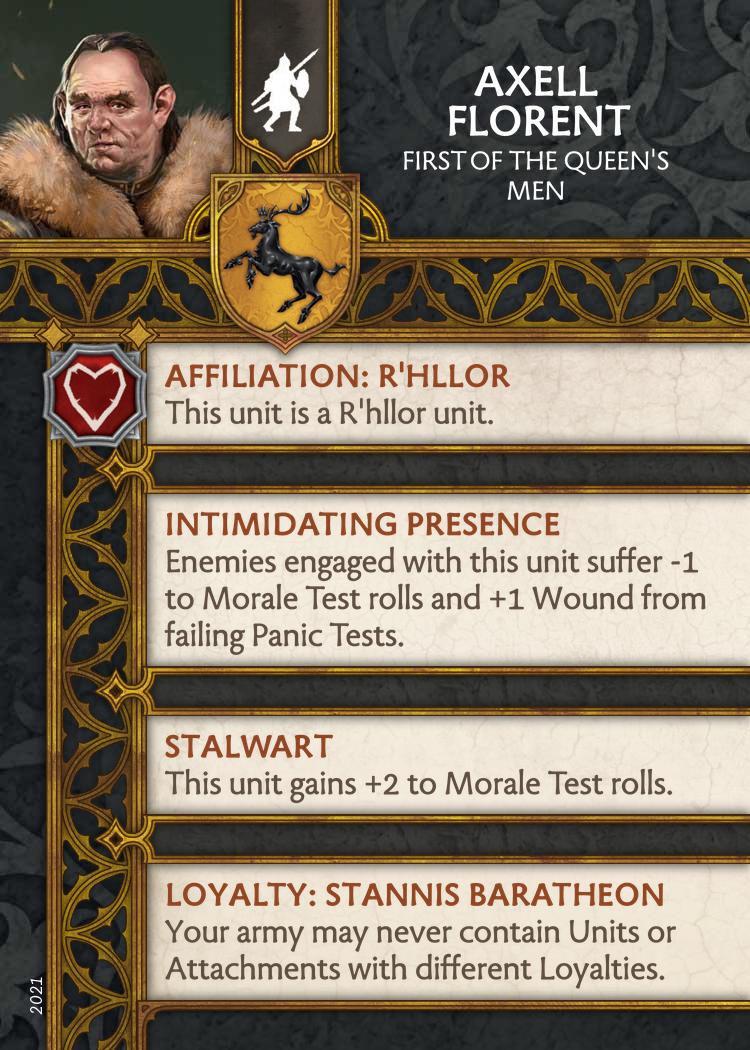 AXELL
FLORENT
FIRST OF THE QUEEN'S
MEN
AFFILIATION: R'HLLOR
This unit is a R'hllor unit.
INTIMIDATING PRESENCE
Enemies engaged with this unit suffer -1
to Morale Test rolls and +1 Wound from
failing Panic Tests.
STALWART
This unit gains +2 to Morale Test rolls.
LOYALTY: STANNIS BARATHEON
Your army may never contain Units or
Attachments with different Loyalties.
2021